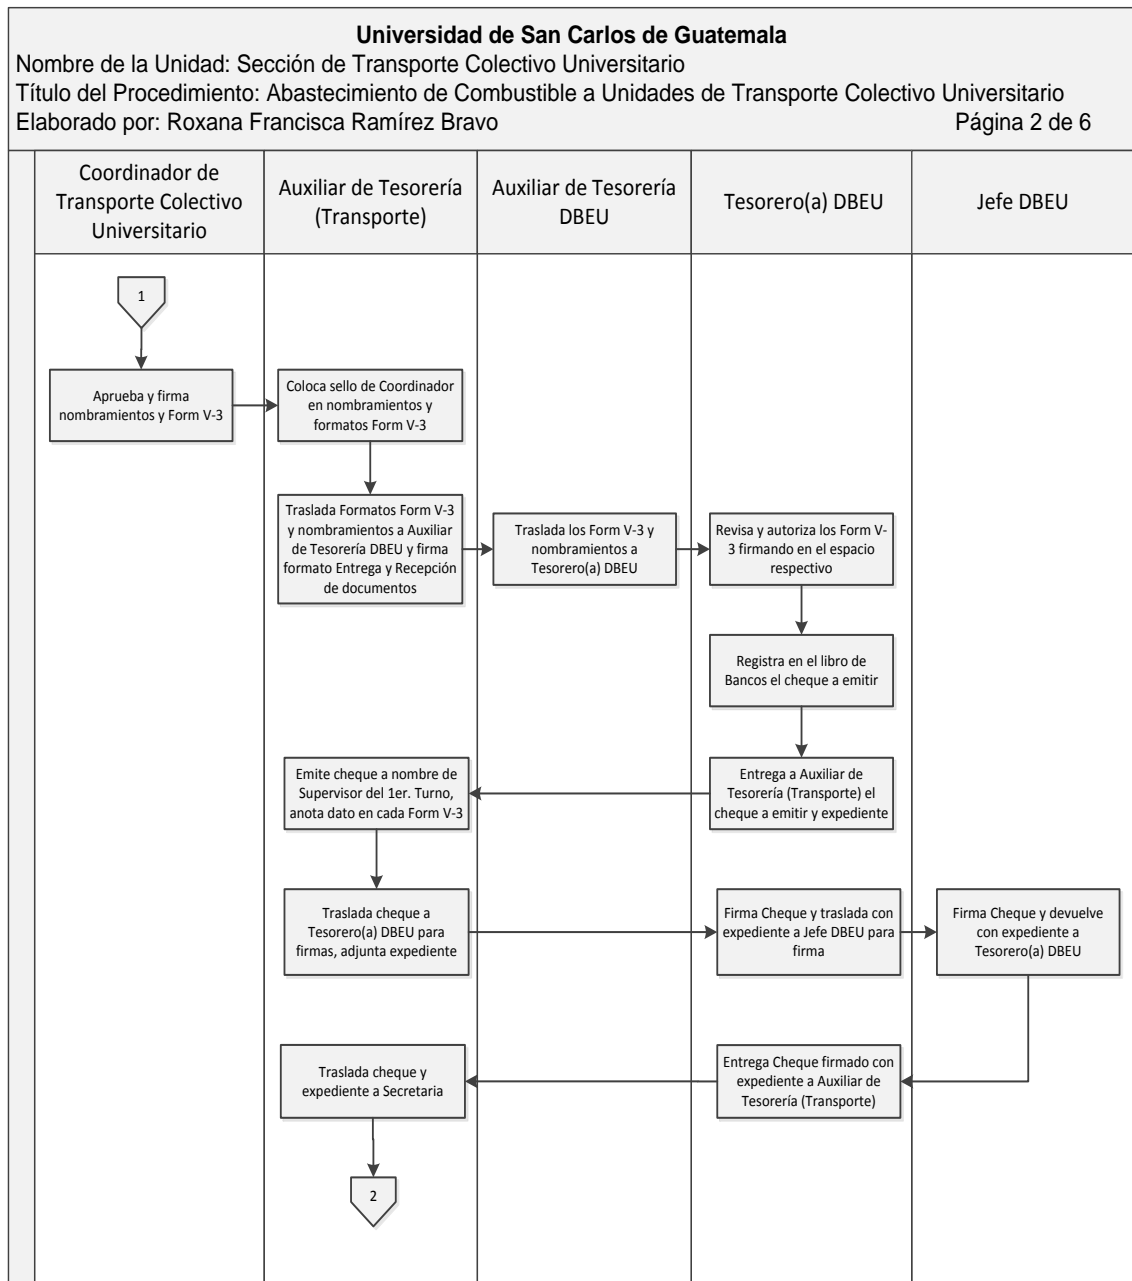 Universidad de San Carlos de Guatemala
Nombre de la Unidad: Sección de Transporte Colectivo Universitario
Título del Procedimiento: Abastecimiento de Combustible a Unidades de Transporte Colectivo Universitario
Elaborado por: Roxana Francisca Ramírez Bravo Página 2 de 6
Coordinador de
Transporte Colectivo
Universitario
Auxiliar de Tesorería
(Transporte)
Auxiliar de Tesorería
DBEU
Tesorero(a) DBEU
Jefe DBEU
1
Aprueba y firma
nombramientos y Form V-3
Coloca sello de Coordinador
en nombramientos y
formatos Form V-3
Traslada Formatos Form V-3
y nombramientos a Auxiliar
de Tesorería DBEU y firma
formato Entrega y Recepción
de documentos
Traslada los Form V-3 y
nombramientos a
Tesorero(a) DBEU
Revisa y autoriza los Form V-
3 firmando en el espacio
respectivo
Registra en el libro de
Bancos el cheque a emitir
Entrega a Auxiliar de
Tesorería (Transporte) el
cheque a emitir y expediente
Emite cheque a nombre de
Supervisor del 1er. Turno,
anota dato en cada Form V-3
Traslada cheque a
Tesorero(a) DBEU para
firmas, adjunta expediente
Firma Cheque y traslada con
expediente a Jefe DBEU para
firma
Firma Cheque y devuelve
con expediente a
Tesorero(a) DBEU
Entrega Cheque firmado con
expediente a Auxiliar de
Tesorería (Transporte)
Traslada cheque y
expediente a Secretaria
2